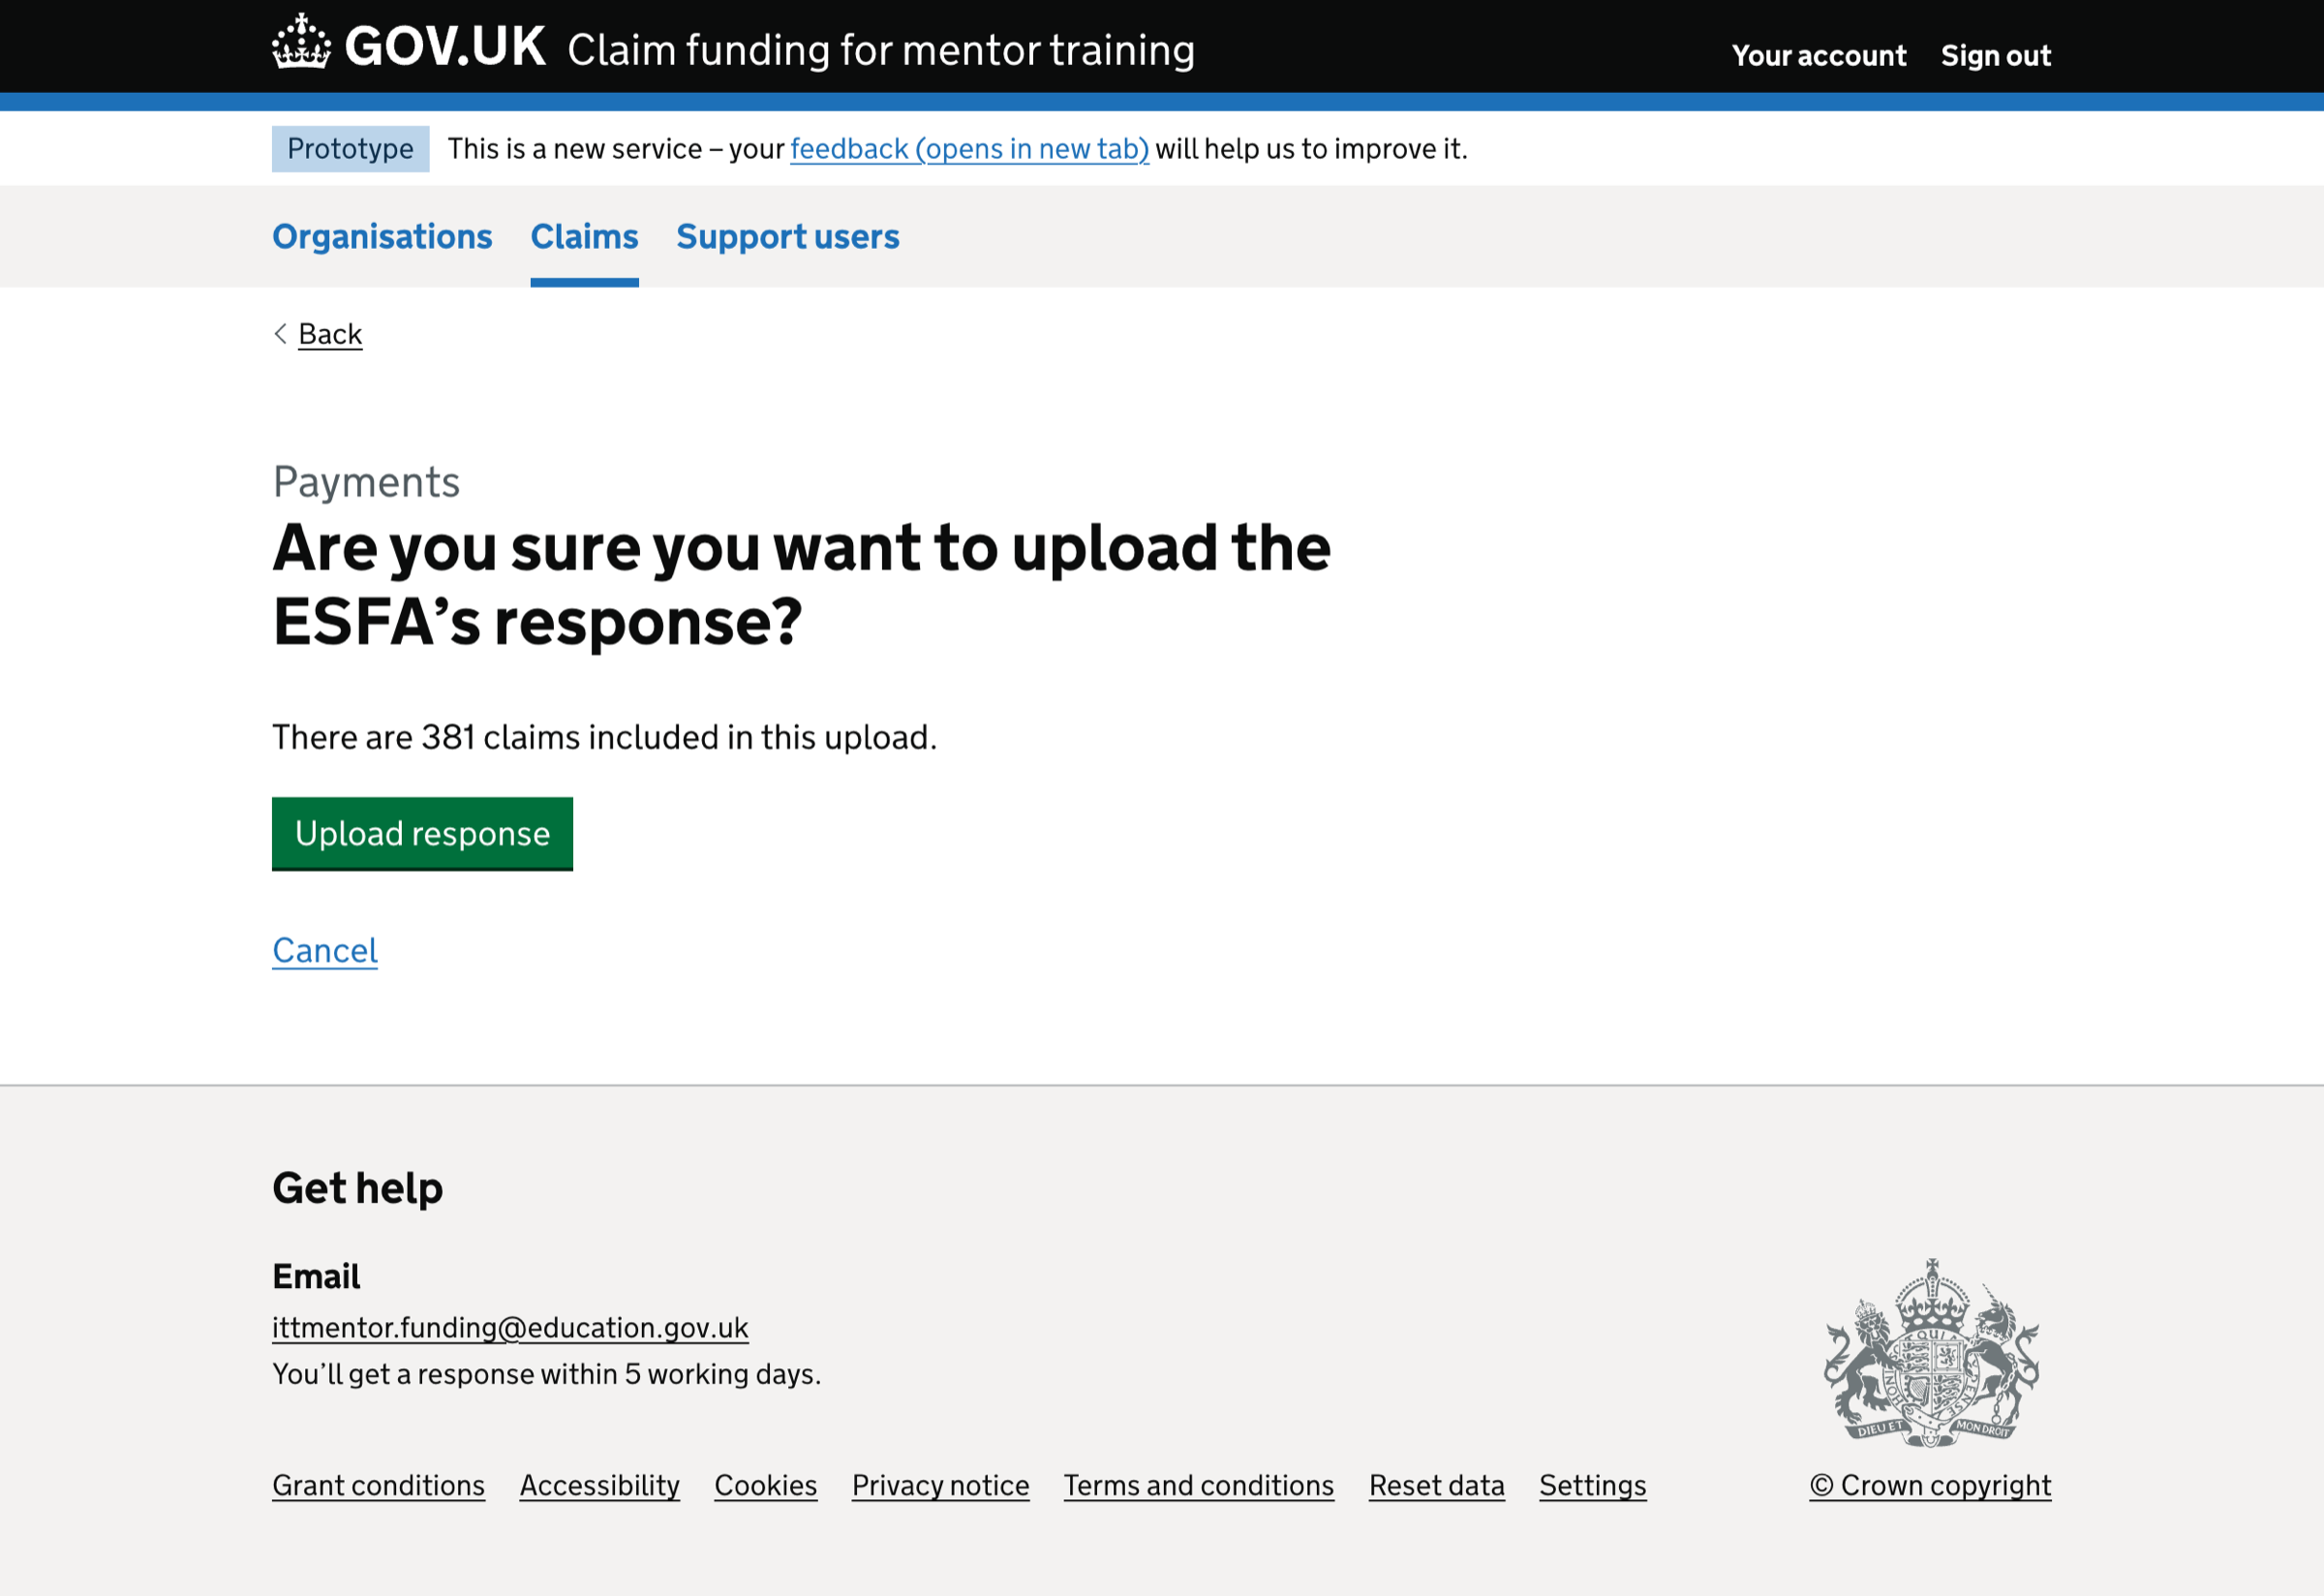 GOV.UK Claim funding for mentor training
Your account Sign out
Prototype This is a new service – your feedback (opens in new tab) will help us to improve it.
Organisations Claims Support users
Back
Payments
Are you sure you want to upload the
ESFA’s response?
There are 381 claims included in this upload.
Upload response
Cancel
Get help
Email
ittmentor.funding@education.gov.uk
You’ll get a response within 5 working days.
DIEU ET MON DROIT
Grant conditions Accessibility Cookies Privacy notice Terms and conditions Reset data Settings
© Crown copyright